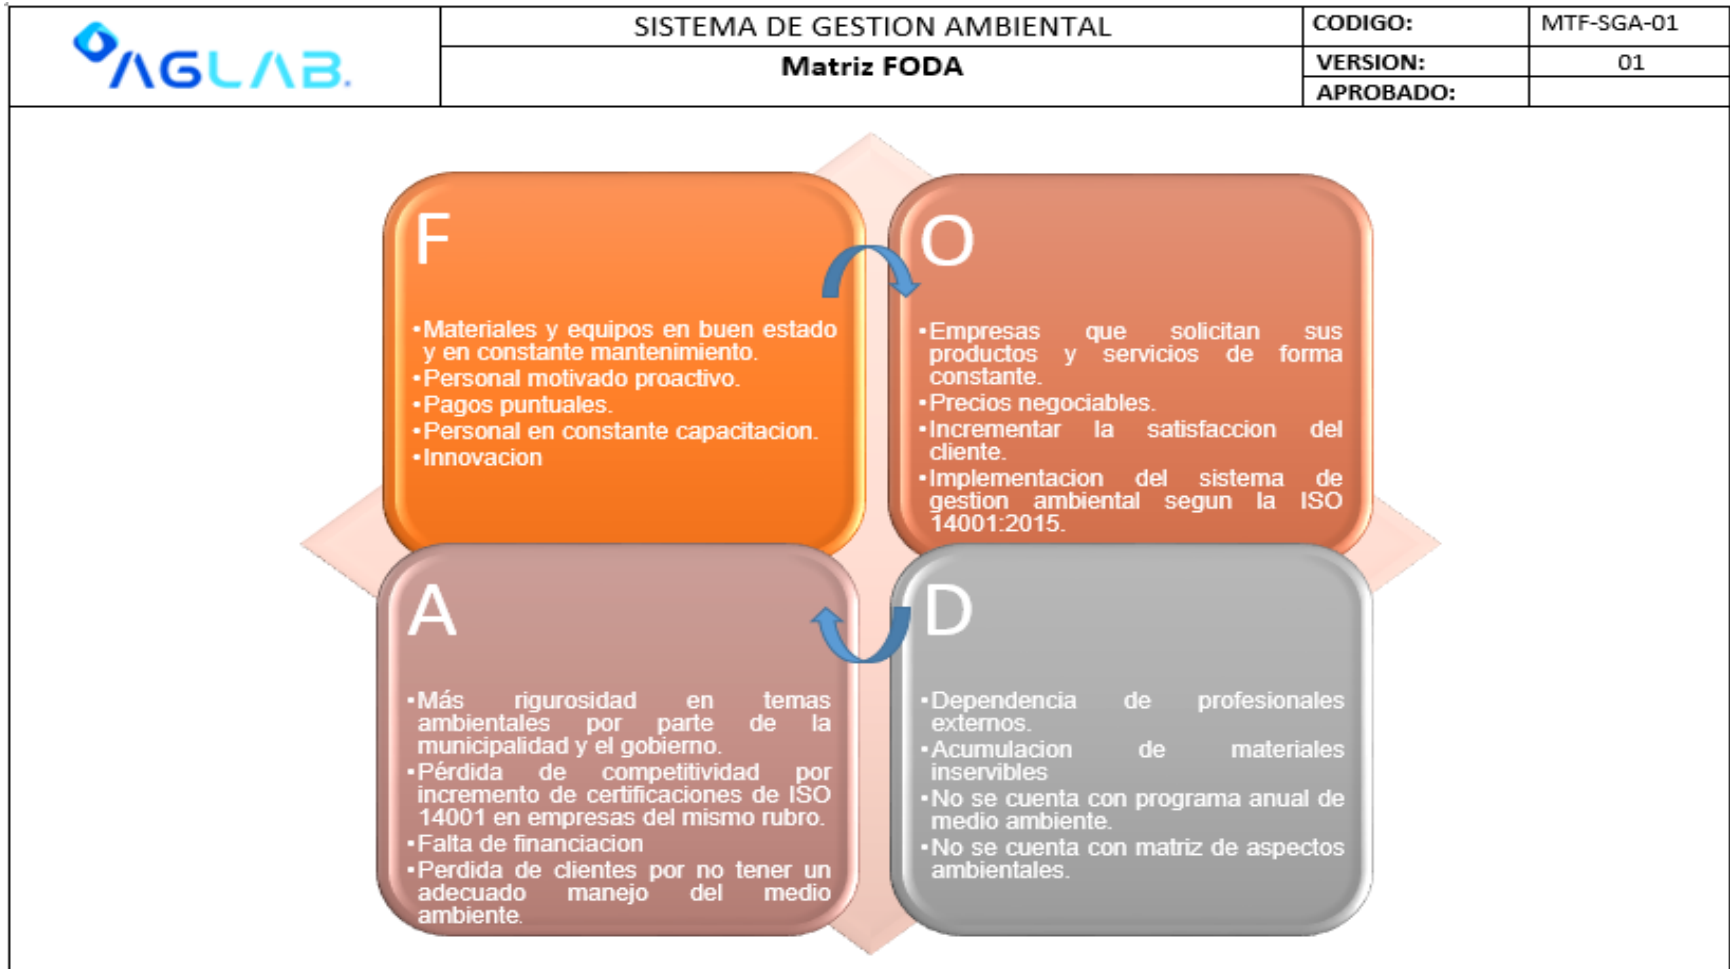 AGLAB.
SISTEMA DE GESTION AMBIENTAL
Matriz FODA
CODIGO: MTF-SGA-01
VERSION: 01
APROBADO:
F
•Materiales y equipos en buen estado
y en constante mantenimiento.
•Personal motivado proactivo.
•Pagos puntuales.
•Personal en constante capacitacion.
•Innovacion
O
•Empresas que solicitan sus
productos y servicios de forma
constante.
•Precios negociables.
•Incrementar la satisfaccion del
cliente.
•Implementacion del sistema de
gestion ambiental segun la ISO
14001:2015.
A
•Más rigurosidad en temas
ambientales por parte de la
municipalidad y el gobierno.
•Pérdida de competitividad por
incremento de certificaciones de ISO
14001 en empresas del mismo rubro.
•Falta de financiacion
•Perdida de clientes por no tener un
adecuado manejo del medio
ambiente.
D
•Dependencia de profesionales
externos.
•Acumulacion de materiales
inservibles
•No se cuenta con programa anual de
medio ambiente.
•No se cuenta con matriz de aspectos
ambientales.